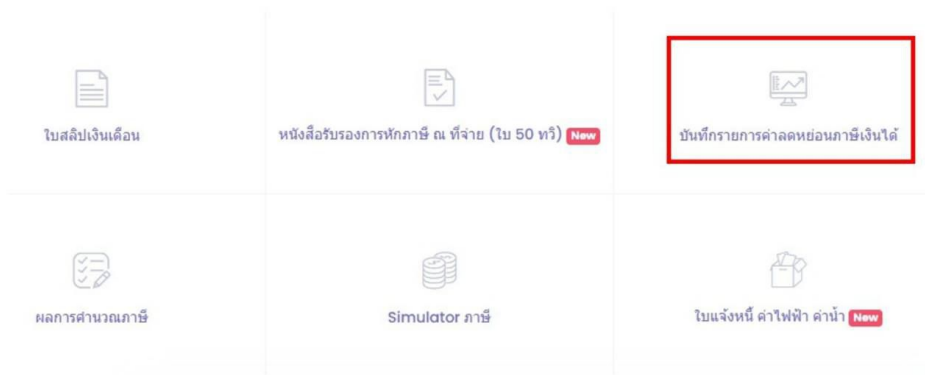 ใบสลิปเงินเดือน
หนังสือรับรองการหักภาษี ณ ที่จ่าย (ใบ 50 ทวิ) New
บันทึกรายการค่าลดหย่อนภาษีเงินได้
ผลการคำนวณภาษี
Simulator ภาษี
ใบแจ้งหนี้ ค่าไฟฟ้า ค่าน้ำ New